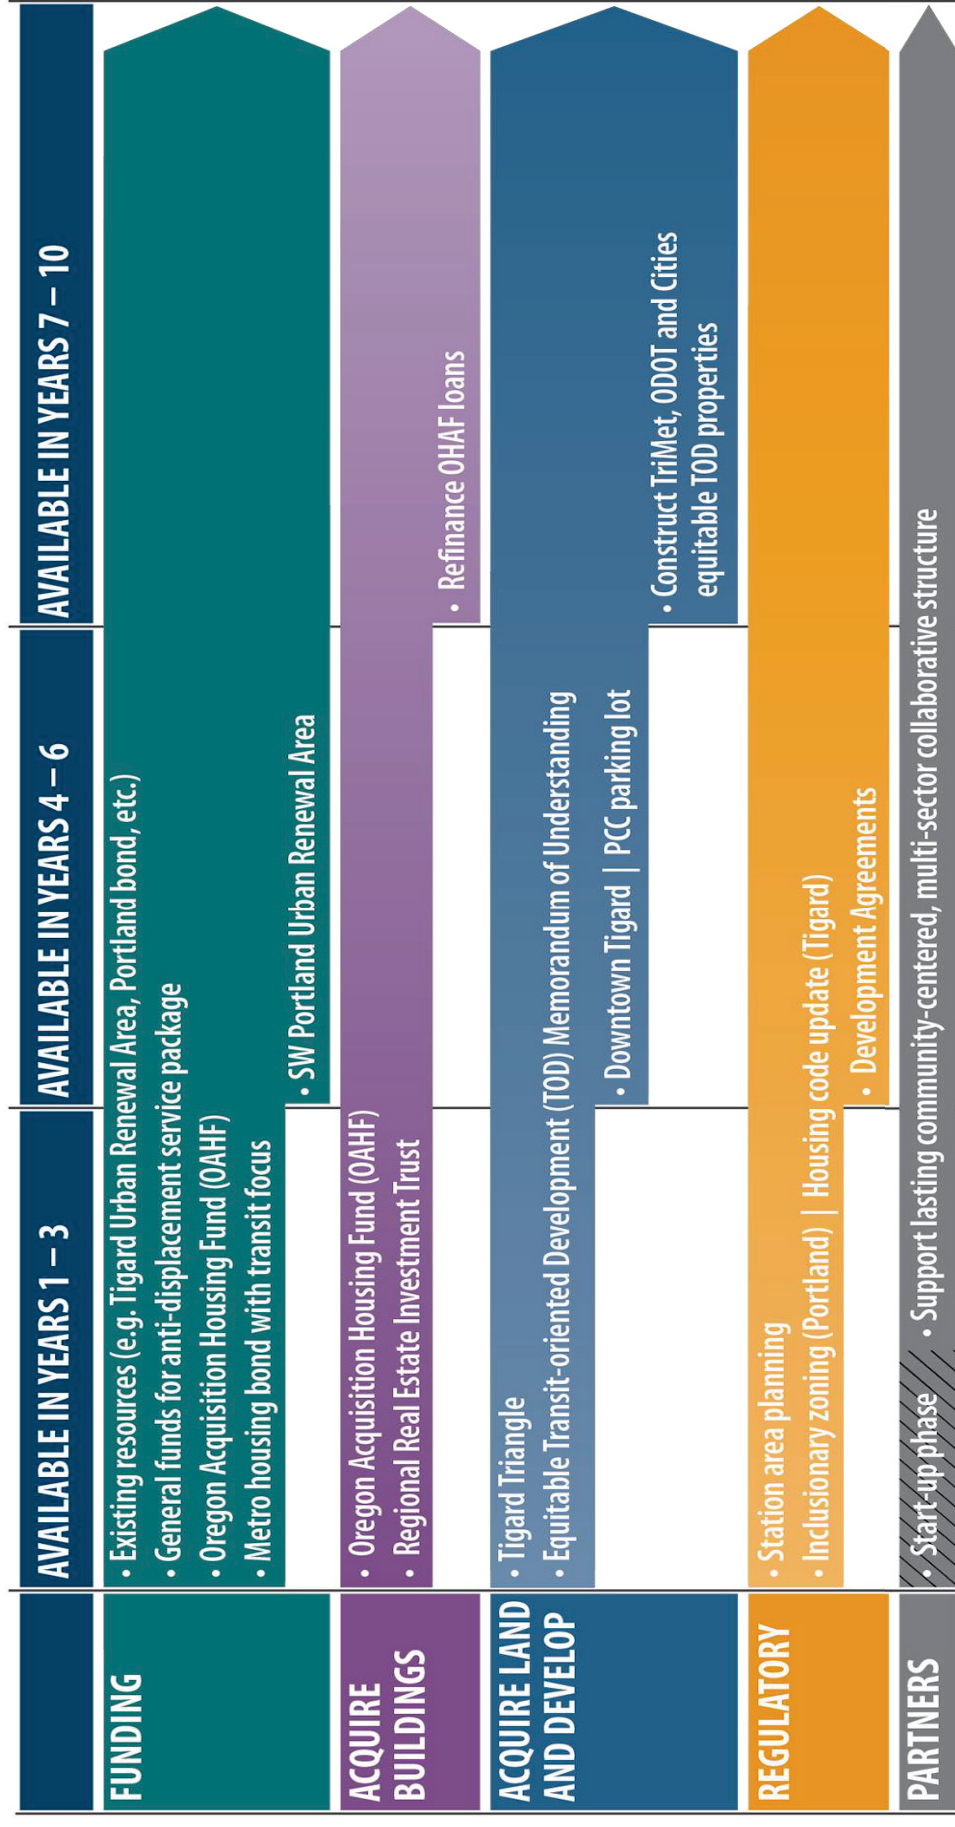 AVAILABLE IN YEARS 1 – 3
AVAILABLE IN YEARS 4 – 6
AVAILABLE IN YEARS 7 – 10
FUNDING
• Existing resources (e.g. Tigard Urban Renewal Area, Portland bond, etc.)
• General funds for anti-displacement service package
• Oregon Acquisition Housing Fund (OAHF)
• Metro housing bond with transit focus
• SW Portland Urban Renewal Area
ACQUIRE
BUILDINGS
• Oregon Acquisition Housing Fund (OAHF)
• Regional Real Estate Investment Trust
• Refinance OHAF loans
ACQUIRE LAND
AND DEVELOP
• Tigard Triangle
• Equitable Transit-oriented Development (TOD) Memorandum of Understanding
• Downtown Tigard | PCC parking lot
• Construct TriMet, ODOT and Cities
equitable TOD properties
REGULATORY
• Station area planning
• Inclusionary zoning (Portland) | Housing code update (Tigard)
• Development Agreements
PARTNERS
• Start-up phase
• Support lasting community-centered, multi-sector collaborative structure